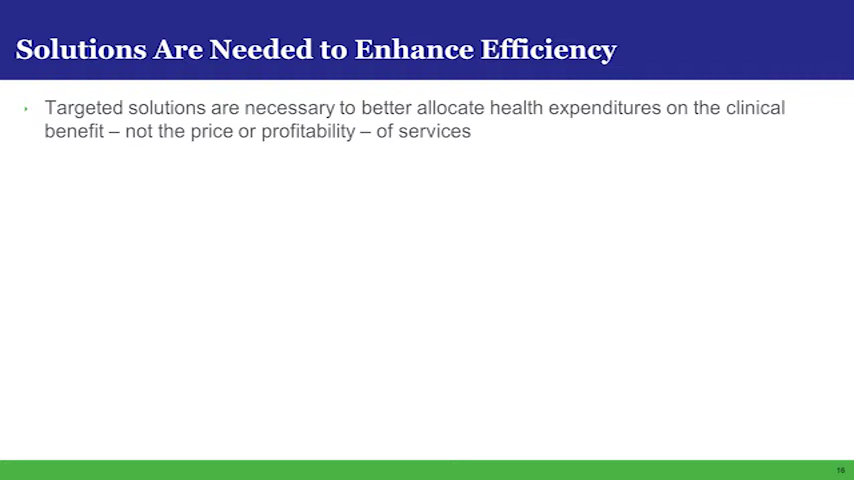 Solutions Are Needed to Enhance Efficiency
Targeted solutions are necessary to better allocate health expenditures on the clinical
benefit – not the price or profitability – of services
18